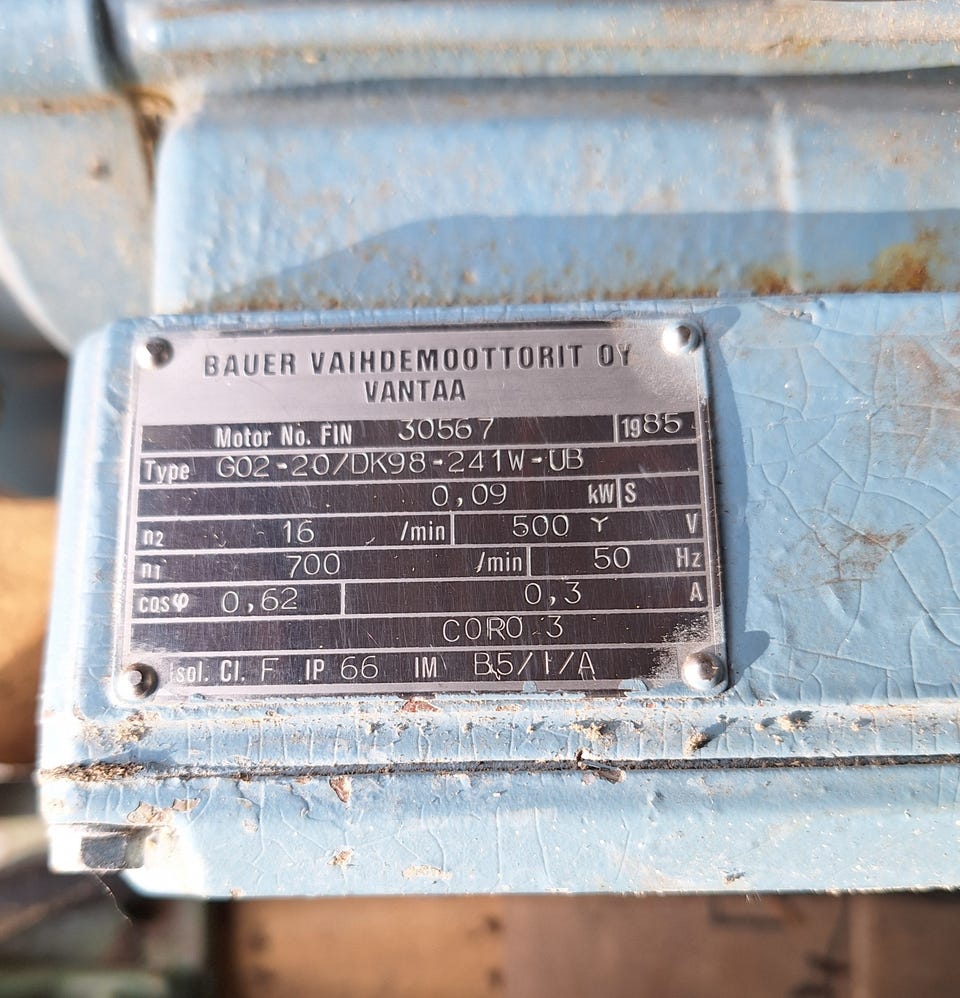 BAUER VAIHDEMOOTTORIT OY
VANTAA
Motor No. FIN 30567 1985
Type G02-20/DK98-241W-UB
0,09 kW S
n2 16 /min 500 Y V
n1 700 /min 50 Hz
cosφ 0,62 0,3 A
CORO 3
Isol. Cl. F IP 66 IM B5/1/A